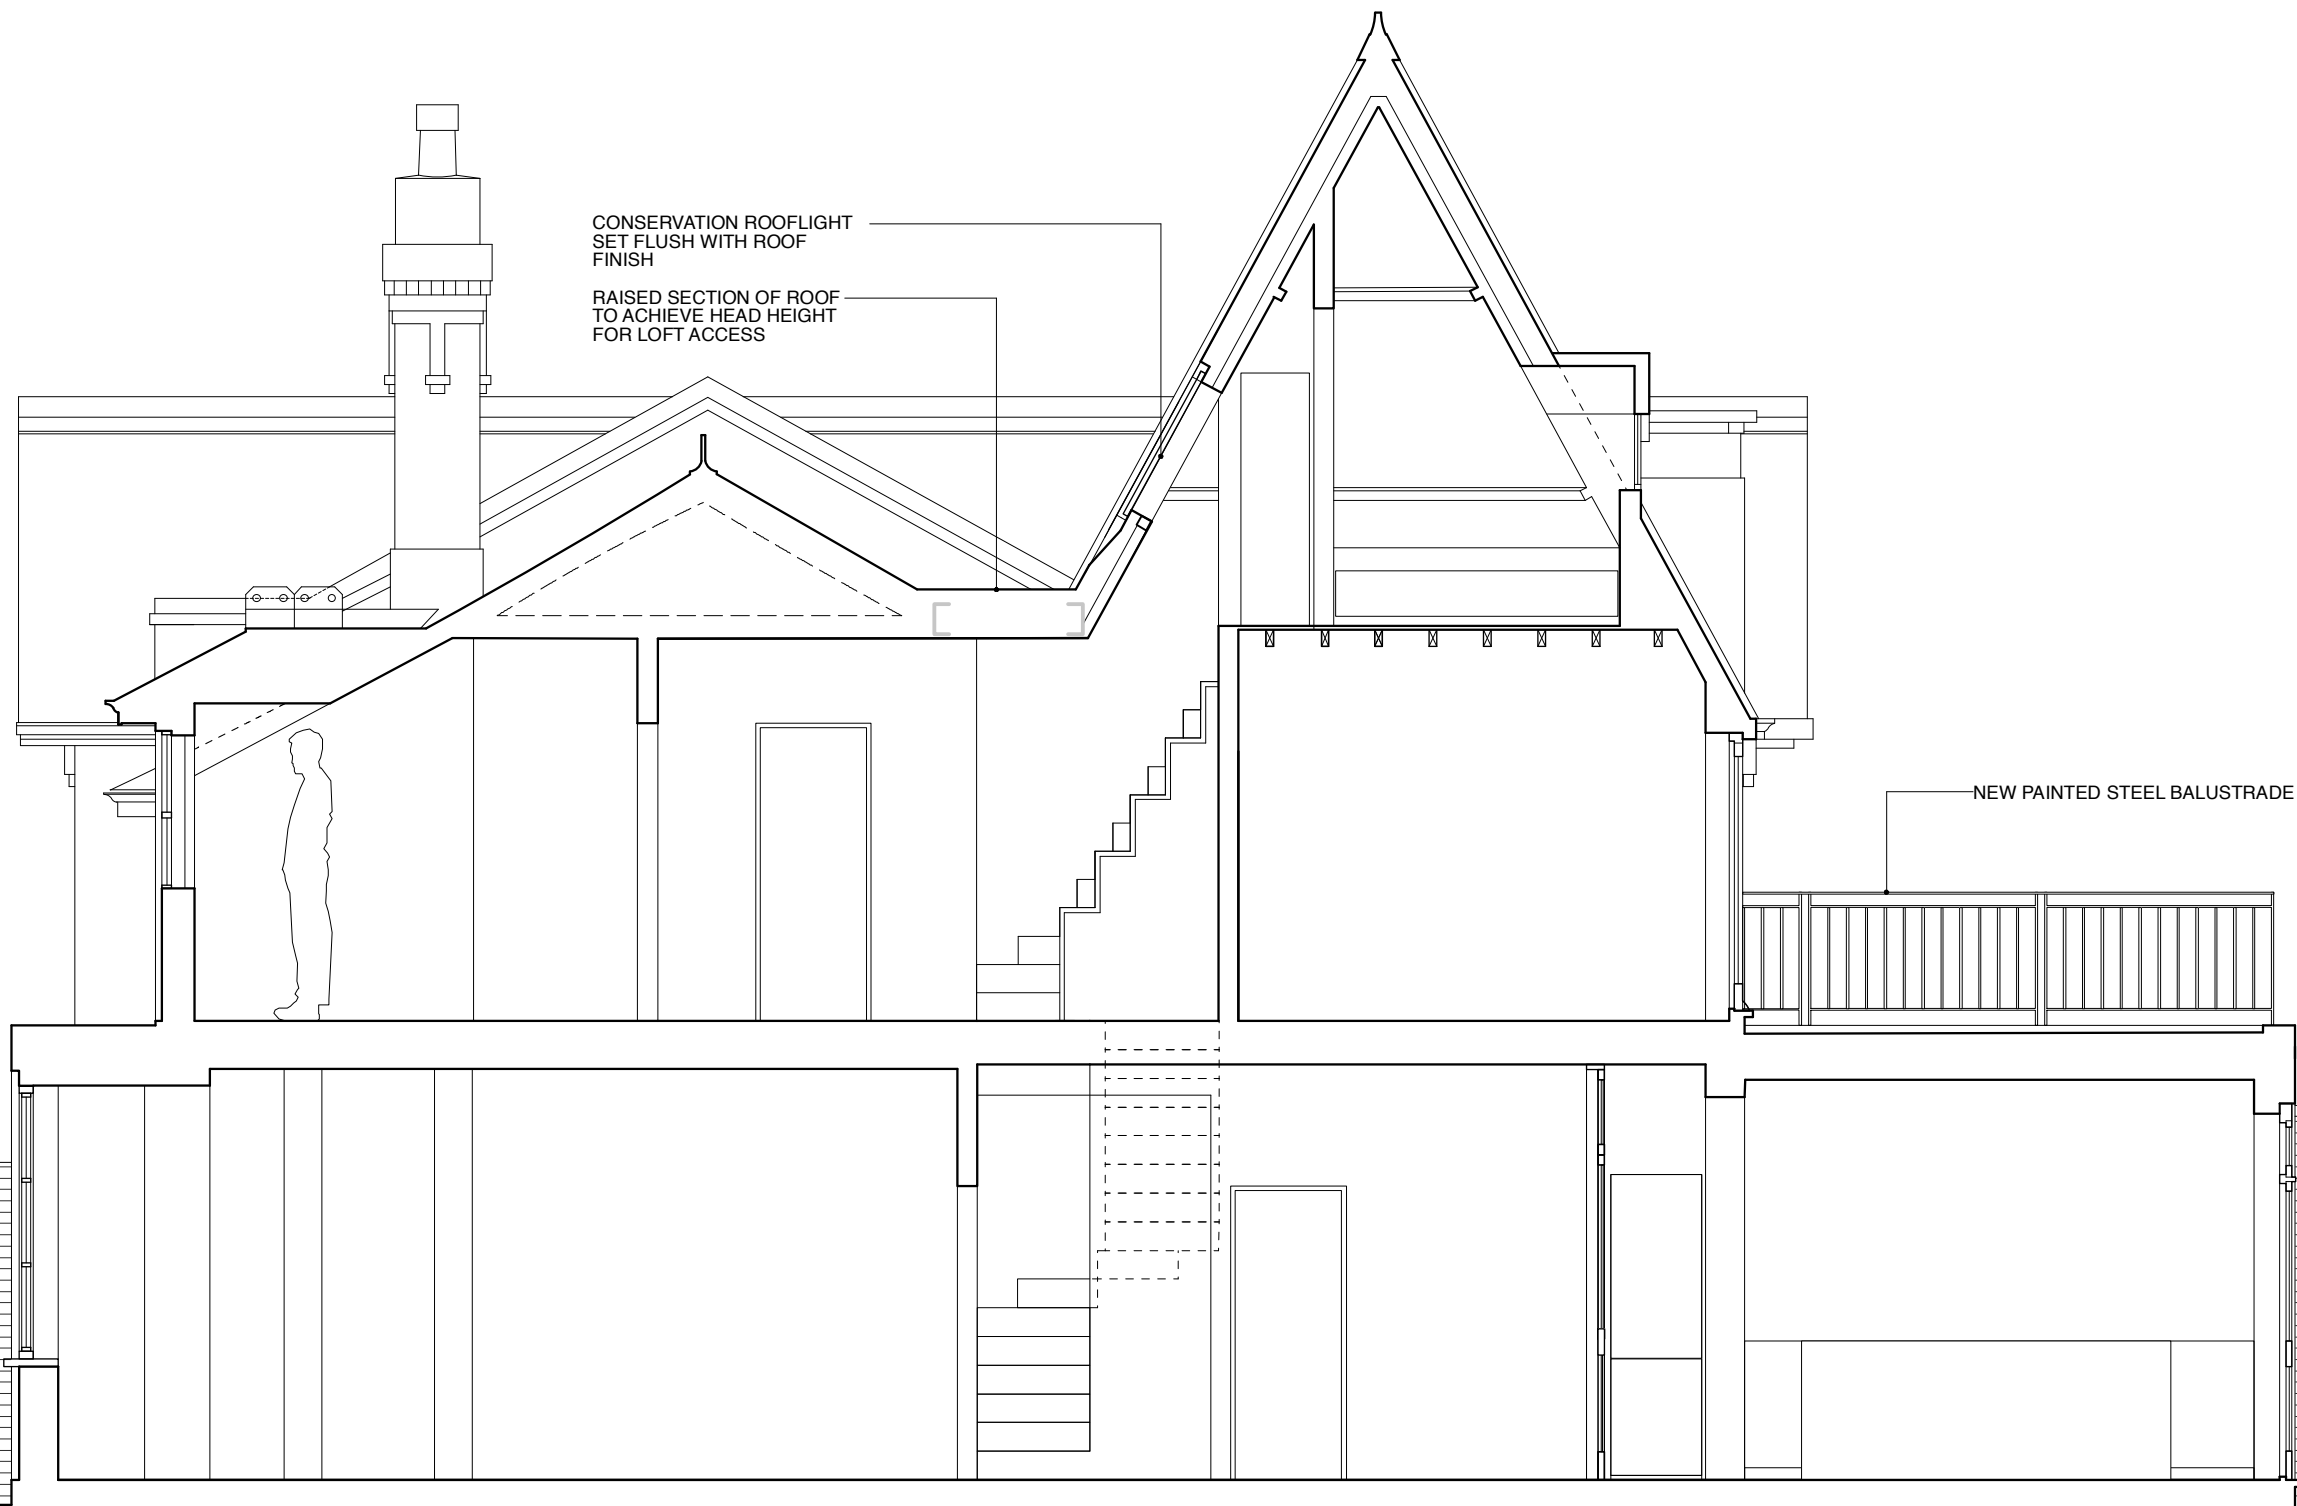 CONSERVATION ROOFLIGHT
SET FLUSH WITH ROOF
FINISH
RAISED SECTION OF ROOF
TO ACHIEVE HEAD HEIGHT
FOR LOFT ACCESS
NEW PAINTED STEEL BALUSTRADE